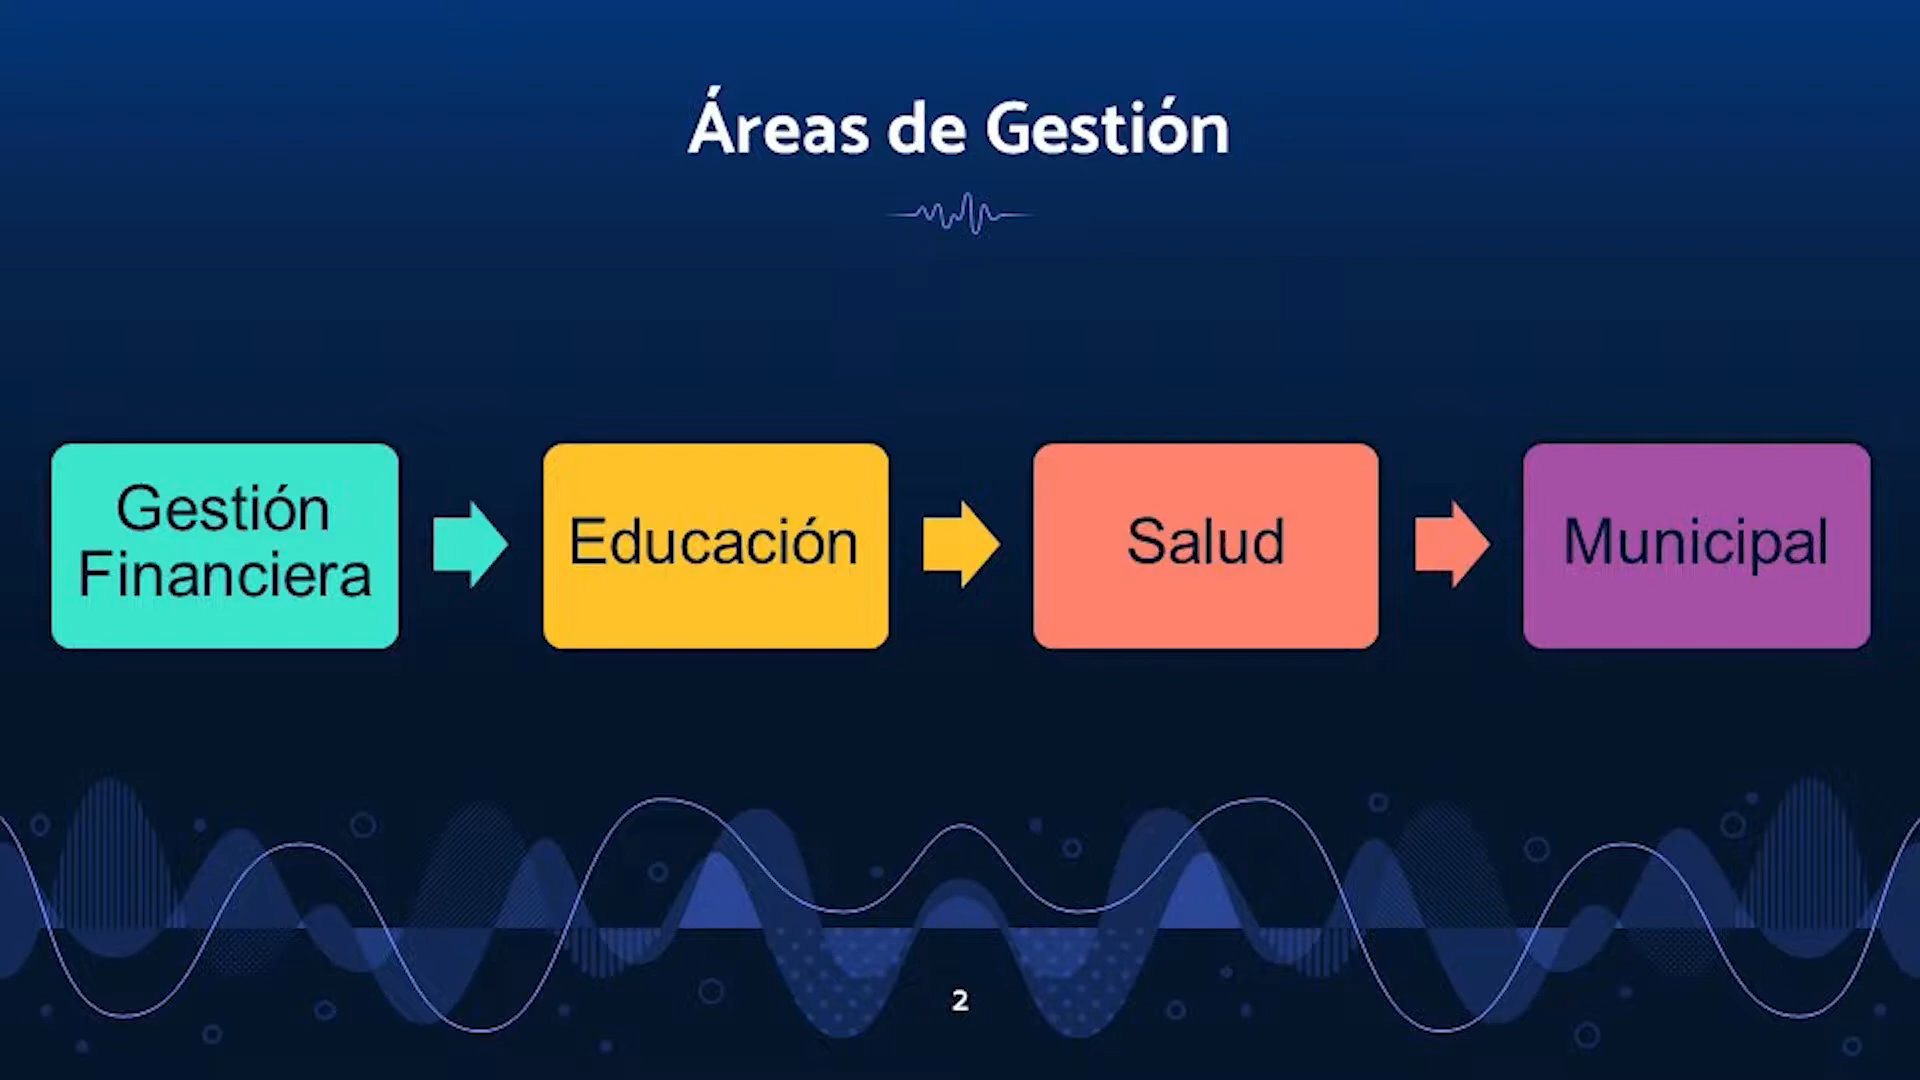 Áreas de Gestión
Gestión
Financiera
Educación
Salud
Municipal
2